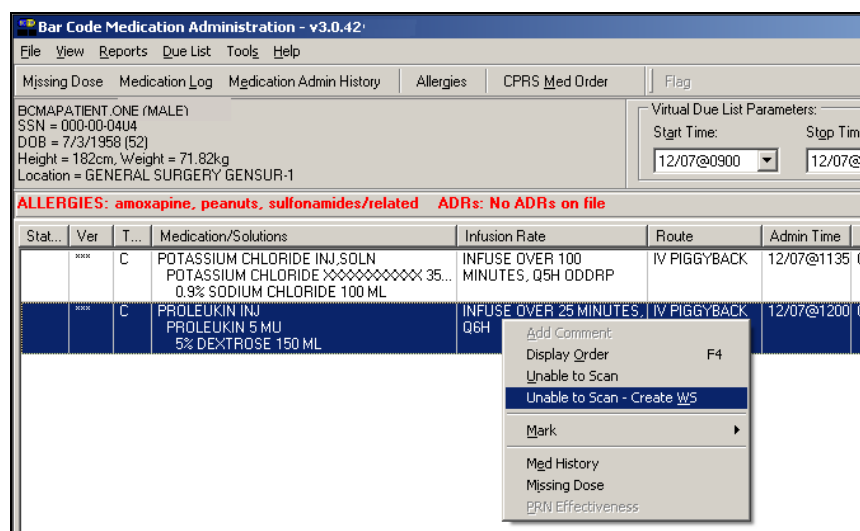 Bar Code Medication Administration - v3.0.42
File View Reports Due List Tools Help
Missing Dose Medication Log Medication Admin History Allergies CPRS Med Order Flag
BCMAPATIENT,ONE (MALE)
SSN = 000-00-0404
DOB = 7/3/1958 (52)
Height = 182cm, Weight = 71.82kg
Location = GENERAL SURGERY GENSUR-1
Virtual Due List Parameters:
Start Time: Stop Tim
12/07@0900 12/07@
ALLERGIES: amoxapine, peanuts, sulfonamides/related ADRs: No ADRs on file
Stat... Ver T... Medication/Solutions Infusion Rate Route Admin Time
*** C POTASSIUM CHLORIDE INJ,SOLN INFUSE OVER 100 IV PIGGYBACK 12/07@1135
POTASSIUM CHLORIDE XXXXXXXXXXX 35... MINUTES, Q5H ODDRP
0.9% SODIUM CHLORIDE 100 ML
*** C PROLEUKIN INJ INFUSE OVER 25 MINUTES, IV PIGGYBACK 12/07@1200
PROLEUKIN 5 MU Q6H
5% DEXTROSE 150 ML
Add Comment
Display Order F4
Unable to Scan
Unable to Scan - Create WS
Mark
Med History
Missing Dose
PRN Effectiveness